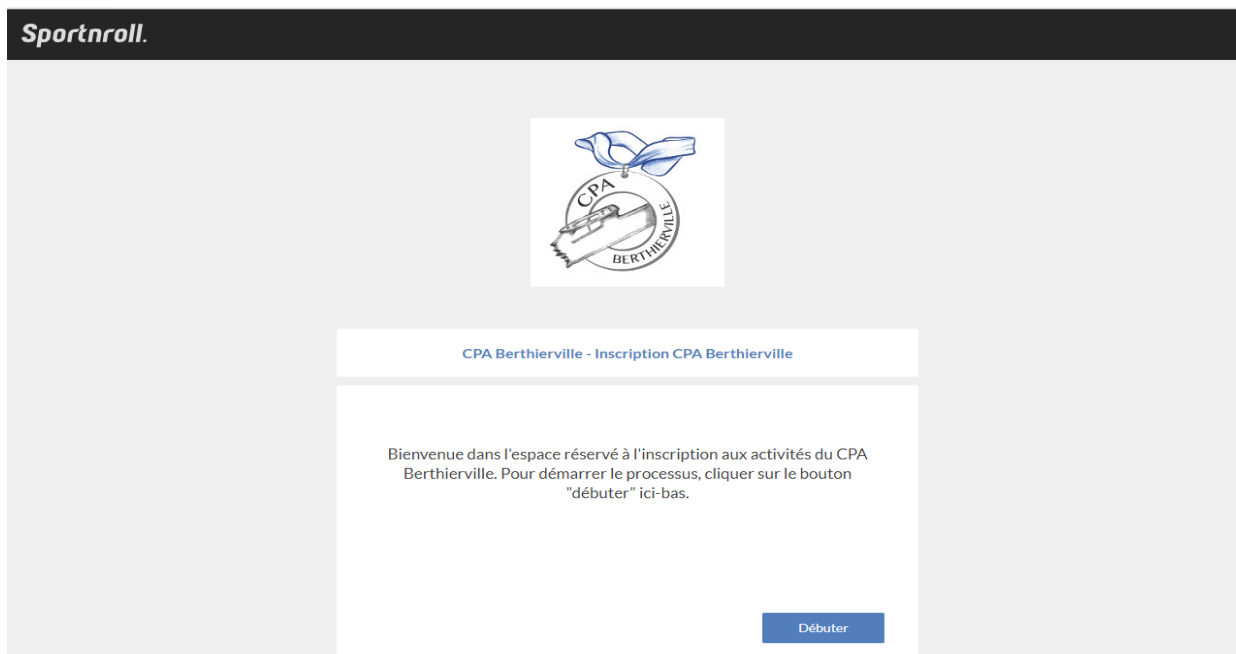 Sportnroll.
CPA
BERTHIERVILLE
CPA Berthierville - Inscription CPA Berthierville
Bienvenue dans l'espace réservé à l'inscription aux activités du CPA
Berthierville. Pour démarrer le processus, cliquer sur le bouton
"débuter" ici-bas.
Débuter